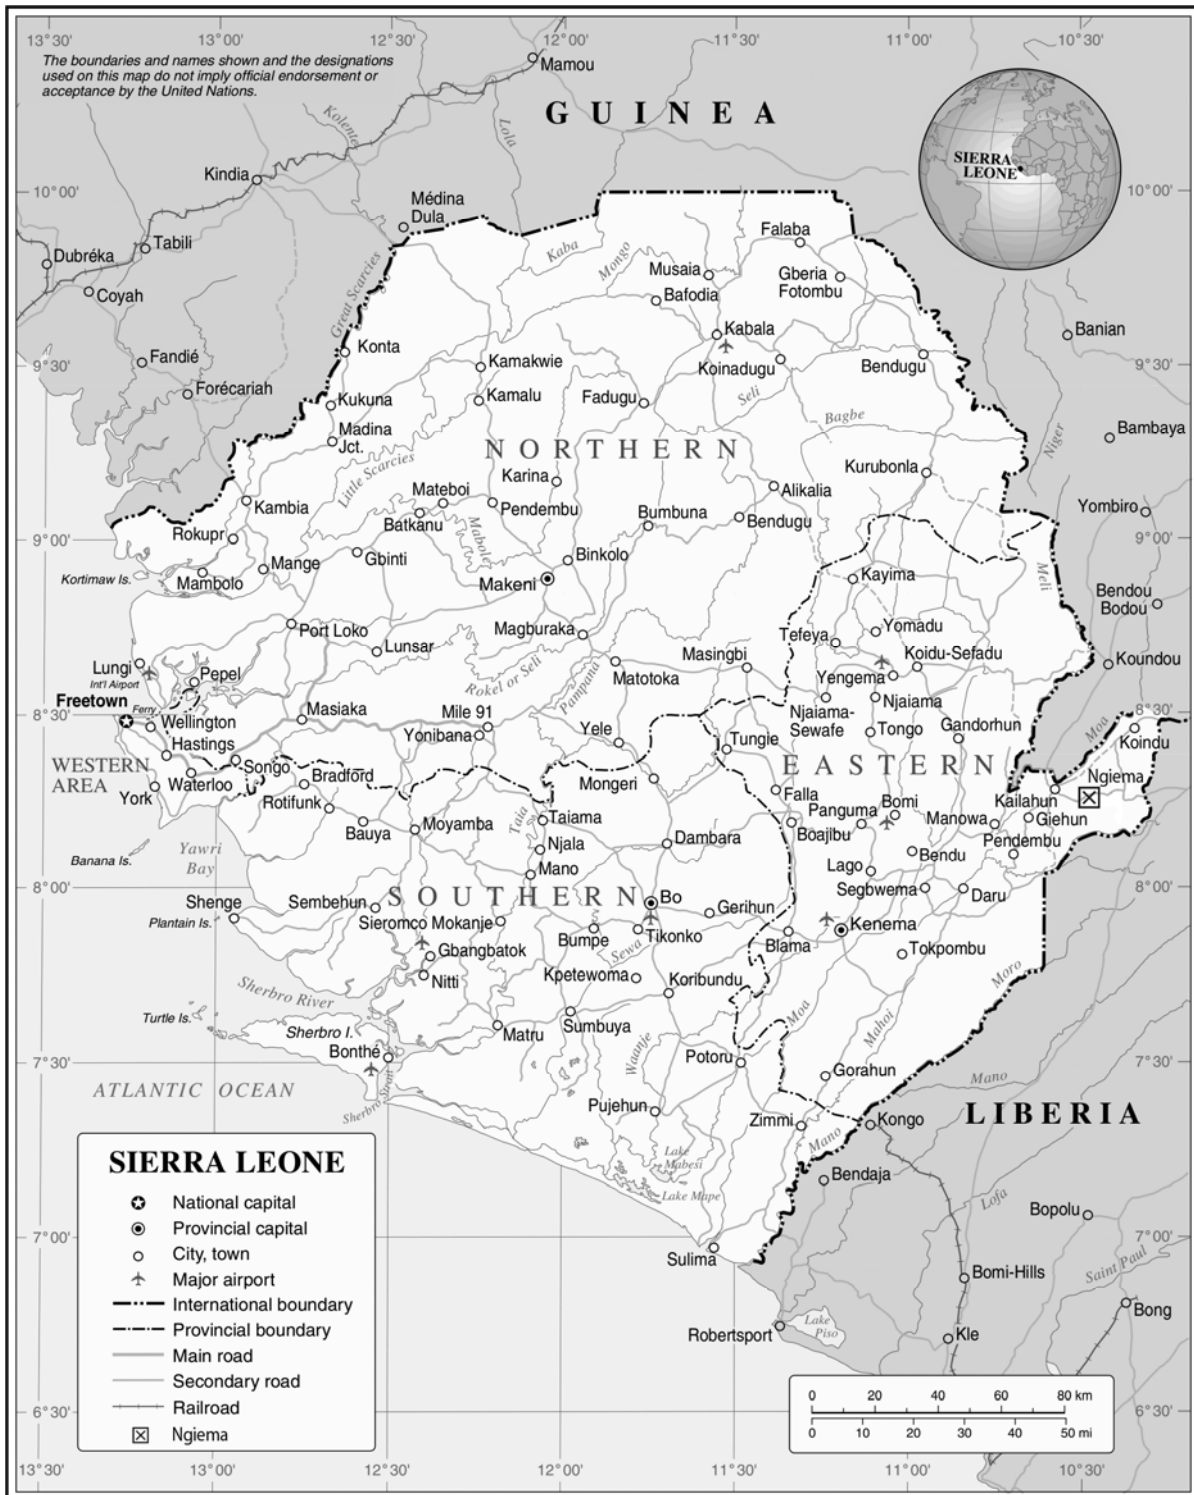 13°30'
13°00'
12°30'
12°00'
11°30'
11°00'
10°30'
The boundaries and names shown and the designations
used on this map do not imply official endorsement or
acceptance by the United Nations.
Mamou
GUINEA
Kolente
Lola
SIERRA
LEONE
Kindia
10°00'
10°00'
Médina
Dula
Falaba
Tabili
Dubréka
Kaba
Mongo
Musaia
Gberia
Fotombu
Coyah
Great Scarcies
Bafodia
Kabala
Banian
Konta
Fandié
Kamakwie
Koinadugu
Bendugu
9°30'
9°30'
Forécariah
Kukuna
Kamalu
Fadugu
Seli
Bagbe
Niger
Bambaya
Madina
Jct.
NORTHERN
Little Scarcies
Karina
Kurubonla
Mateboi
Alikalia
Kambia
Batkanu
Pendembu
Bumbuna
Bendugu
Yombiro
Rokupr
Mabole
9°00'
9°00'
Mange
Gbinti
Binkolo
Kortimaw Is.
Mambolo
Makeni
Kayima
Meli
Bendou
Bodou
Port Loko
Magburaka
Tefeya
Yomadu
Lunsar
Koidu-Sefadu
Koundou
Lungi
Int'l Airport
Pepel
Rokel or Seli
Pampana
Matotoka
Masingbi
Yengema
Freetown
Ferry
Masiaka
Mile 91
Njaiama-
Sewafe
Njaiama
8°30'
8°30'
Wellington
Yonibana
Yele
Tongo
Gandorhun
Moa
Koindu
Hastings
Tungie
WESTERN
AREA
Songo
Bradford
EASTERN
Ngiema
York
Waterloo
Mongeri
Falla
Kailahun
Rotifunk
Panguma
Bomi
Manowa
Giehun
Bauya
Moyamba
Taia
Taiama
Boajibu
Pendembu
Yawri
Bay
Banana Is.
Njala
Dambara
Bendu
Mano
Lago
8°00'
8°00'
SOUTHERN
Segbwema
Daru
Shenge
Sembehun
Bo
Gerihun
Plantain Is.
Sieromco Mokanje
Kenema
Bumpe
Tikonko
Blama
Tokpombu
Gbangbatok
Sewa
Nitti
Kpetewoma
Koribundu
Moro
Sherbro River
Turtle Is.
Sherbro I.
Matru
Sumbuya
Moa
Mahoi
Bonthé
Waanje
Potoru
7°30'
7°30'
Gorahun
ATLANTIC OCEAN
Sherbro Strait
Mano
Pujehun
Zimmi
Kongo
LIBERIA
Mano
Lake
Mabesi
Bendaja
Lake Mape
Lofa
Bopolu
7°00'
7°00'
Sulima
Saint Paul
Bomi-Hills
Bong
Robertsport
Lake
Piso
Kle
6°30'
6°30'
SIERRA LEONE
National capital
Provincial capital
City, town
Major airport
International boundary
Provincial boundary
Main road
Secondary road
Railroad
Ngiema
0 20 40 60 80 km
0 10 20 30 40 50 mi
13°30'
13°00'
12°30'
12°00'
11°30'
11°00'
10°30'